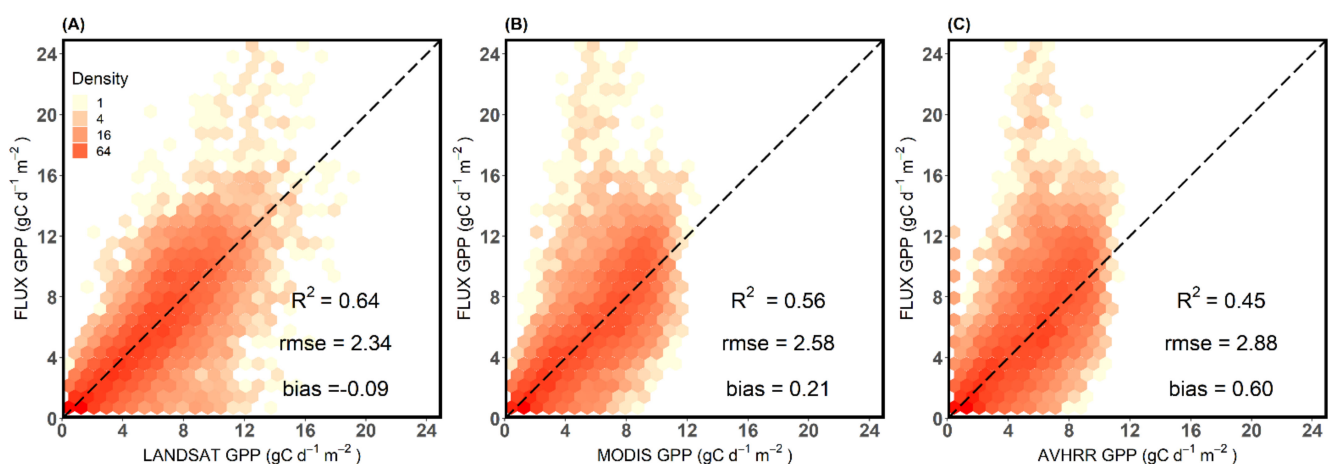 (A)
FLUX GPP (gC d⁻¹ m⁻²)
24
20
16
12
8
4
0
Density
1
4
16
64
R² = 0.64
rmse = 2.34
bias =-0.09
0 4 8 12 16 20 24
LANDSAT GPP (gC d⁻¹ m⁻²)
(B)
FLUX GPP (gC d⁻¹ m⁻²)
24
20
16
12
8
4
0
R² = 0.56
rmse = 2.58
bias = 0.21
0 4 8 12 16 20 24
MODIS GPP (gC d⁻¹ m⁻²)
(C)
FLUX GPP (gC d⁻¹ m⁻²)
24
20
16
12
8
4
0
R² = 0.45
rmse = 2.88
bias = 0.60
0 4 8 12 16 20 24
AVHRR GPP (gC d⁻¹ m⁻²)